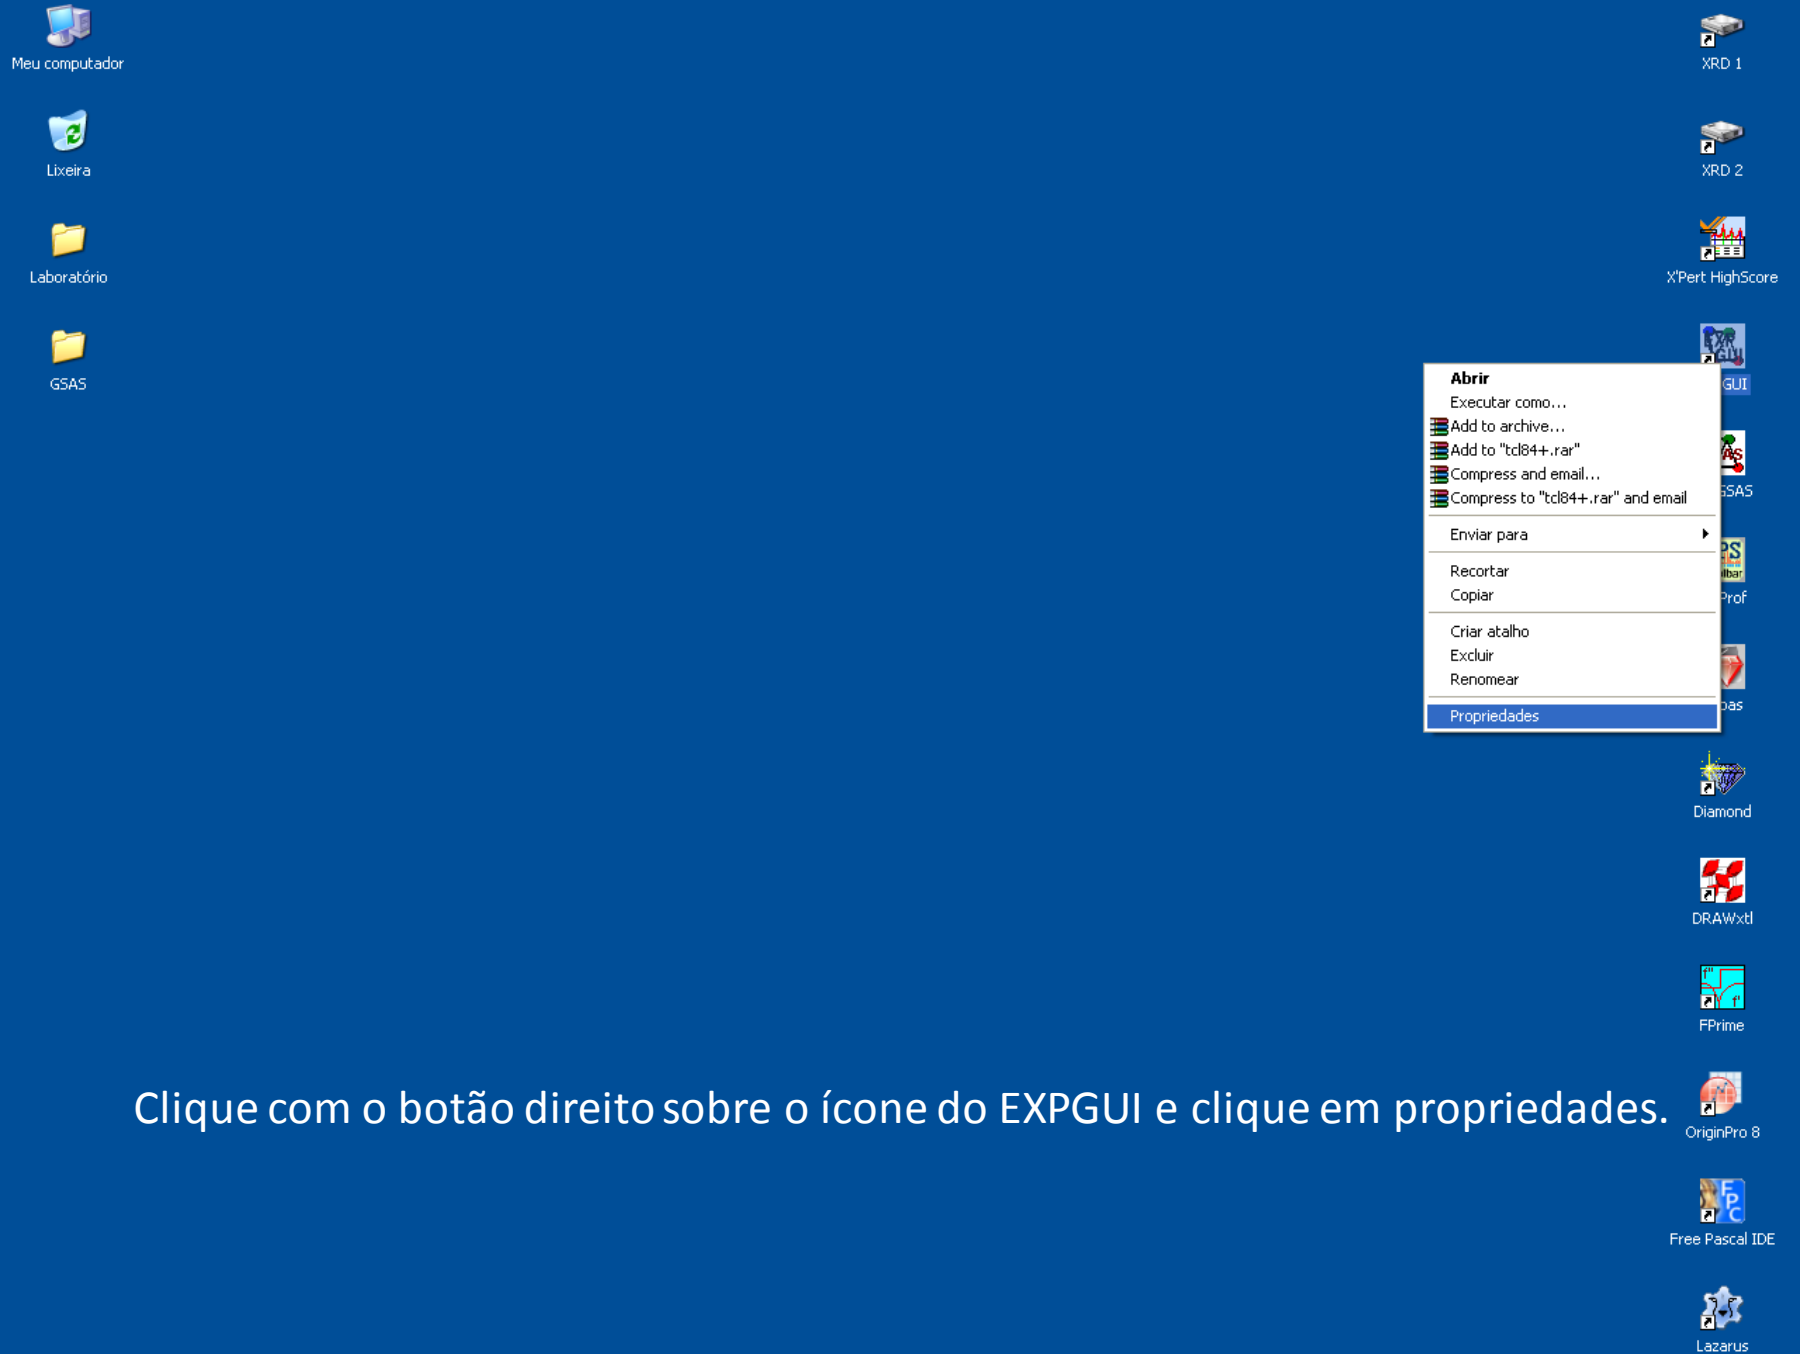 Meu computador
Lixeira
Laboratório
GSAS
XRD 1
XRD 2
X'Pert HighScore
GUI
Abrir
Executar como...
Add to archive...
Add to "tcl84+.rar"
Compress and email...
Compress to "tcl84+.rar" and email
Enviar para
Recortar
Copiar
Criar atalho
Excluir
Renomear
Propriedades
Diamond
DRAWxtl
f"
f'
FPrime
Clique com o botão direito sobre o ícone do EXPGUI e clique em propriedades.
OriginPro 8
FPC
Free Pascal IDE
Lazarus